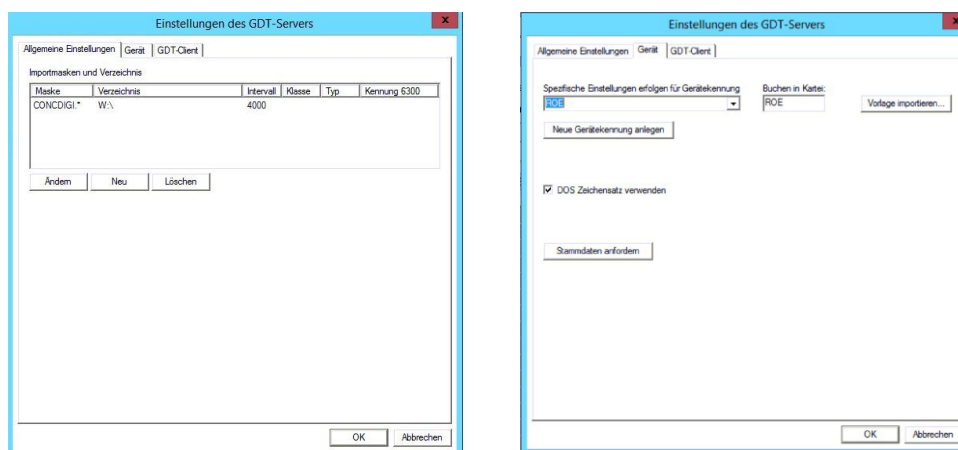 Einstellungen des GDT-Servers
x
Allgemeine Einstellungen Gerät GDT-Client
Importmasken und Verzeichnis
Maske Verzeichnis Intervall Klasse Typ Kennung 6300
CONCDIGI.* W:\ 4000
Ändern Neu Löschen
OK Abbrechen
Einstellungen des GDT-Servers
x
Allgemeine Einstellungen Gerät GDT-Client
Spezifische Einstellungen erfolgen für Gerätekennung Buchen in Kartei:
ROE ROE Vorlage importieren...
Neue Gerätekennung anlegen
DOS Zeichensatz verwenden
Stammdaten anfordern
OK Abbrechen